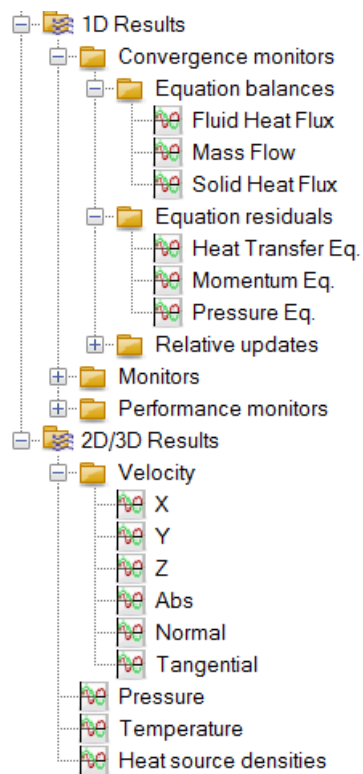 1D Results
Convergence monitors
Equation balances
Fluid Heat Flux
Mass Flow
Solid Heat Flux
Equation residuals
Heat Transfer Eq.
Momentum Eq.
Pressure Eq.
Relative updates
Monitors
Performance monitors
2D/3D Results
Velocity
X
Y
Z
Abs
Normal
Tangential
Pressure
Temperature
Heat source densities